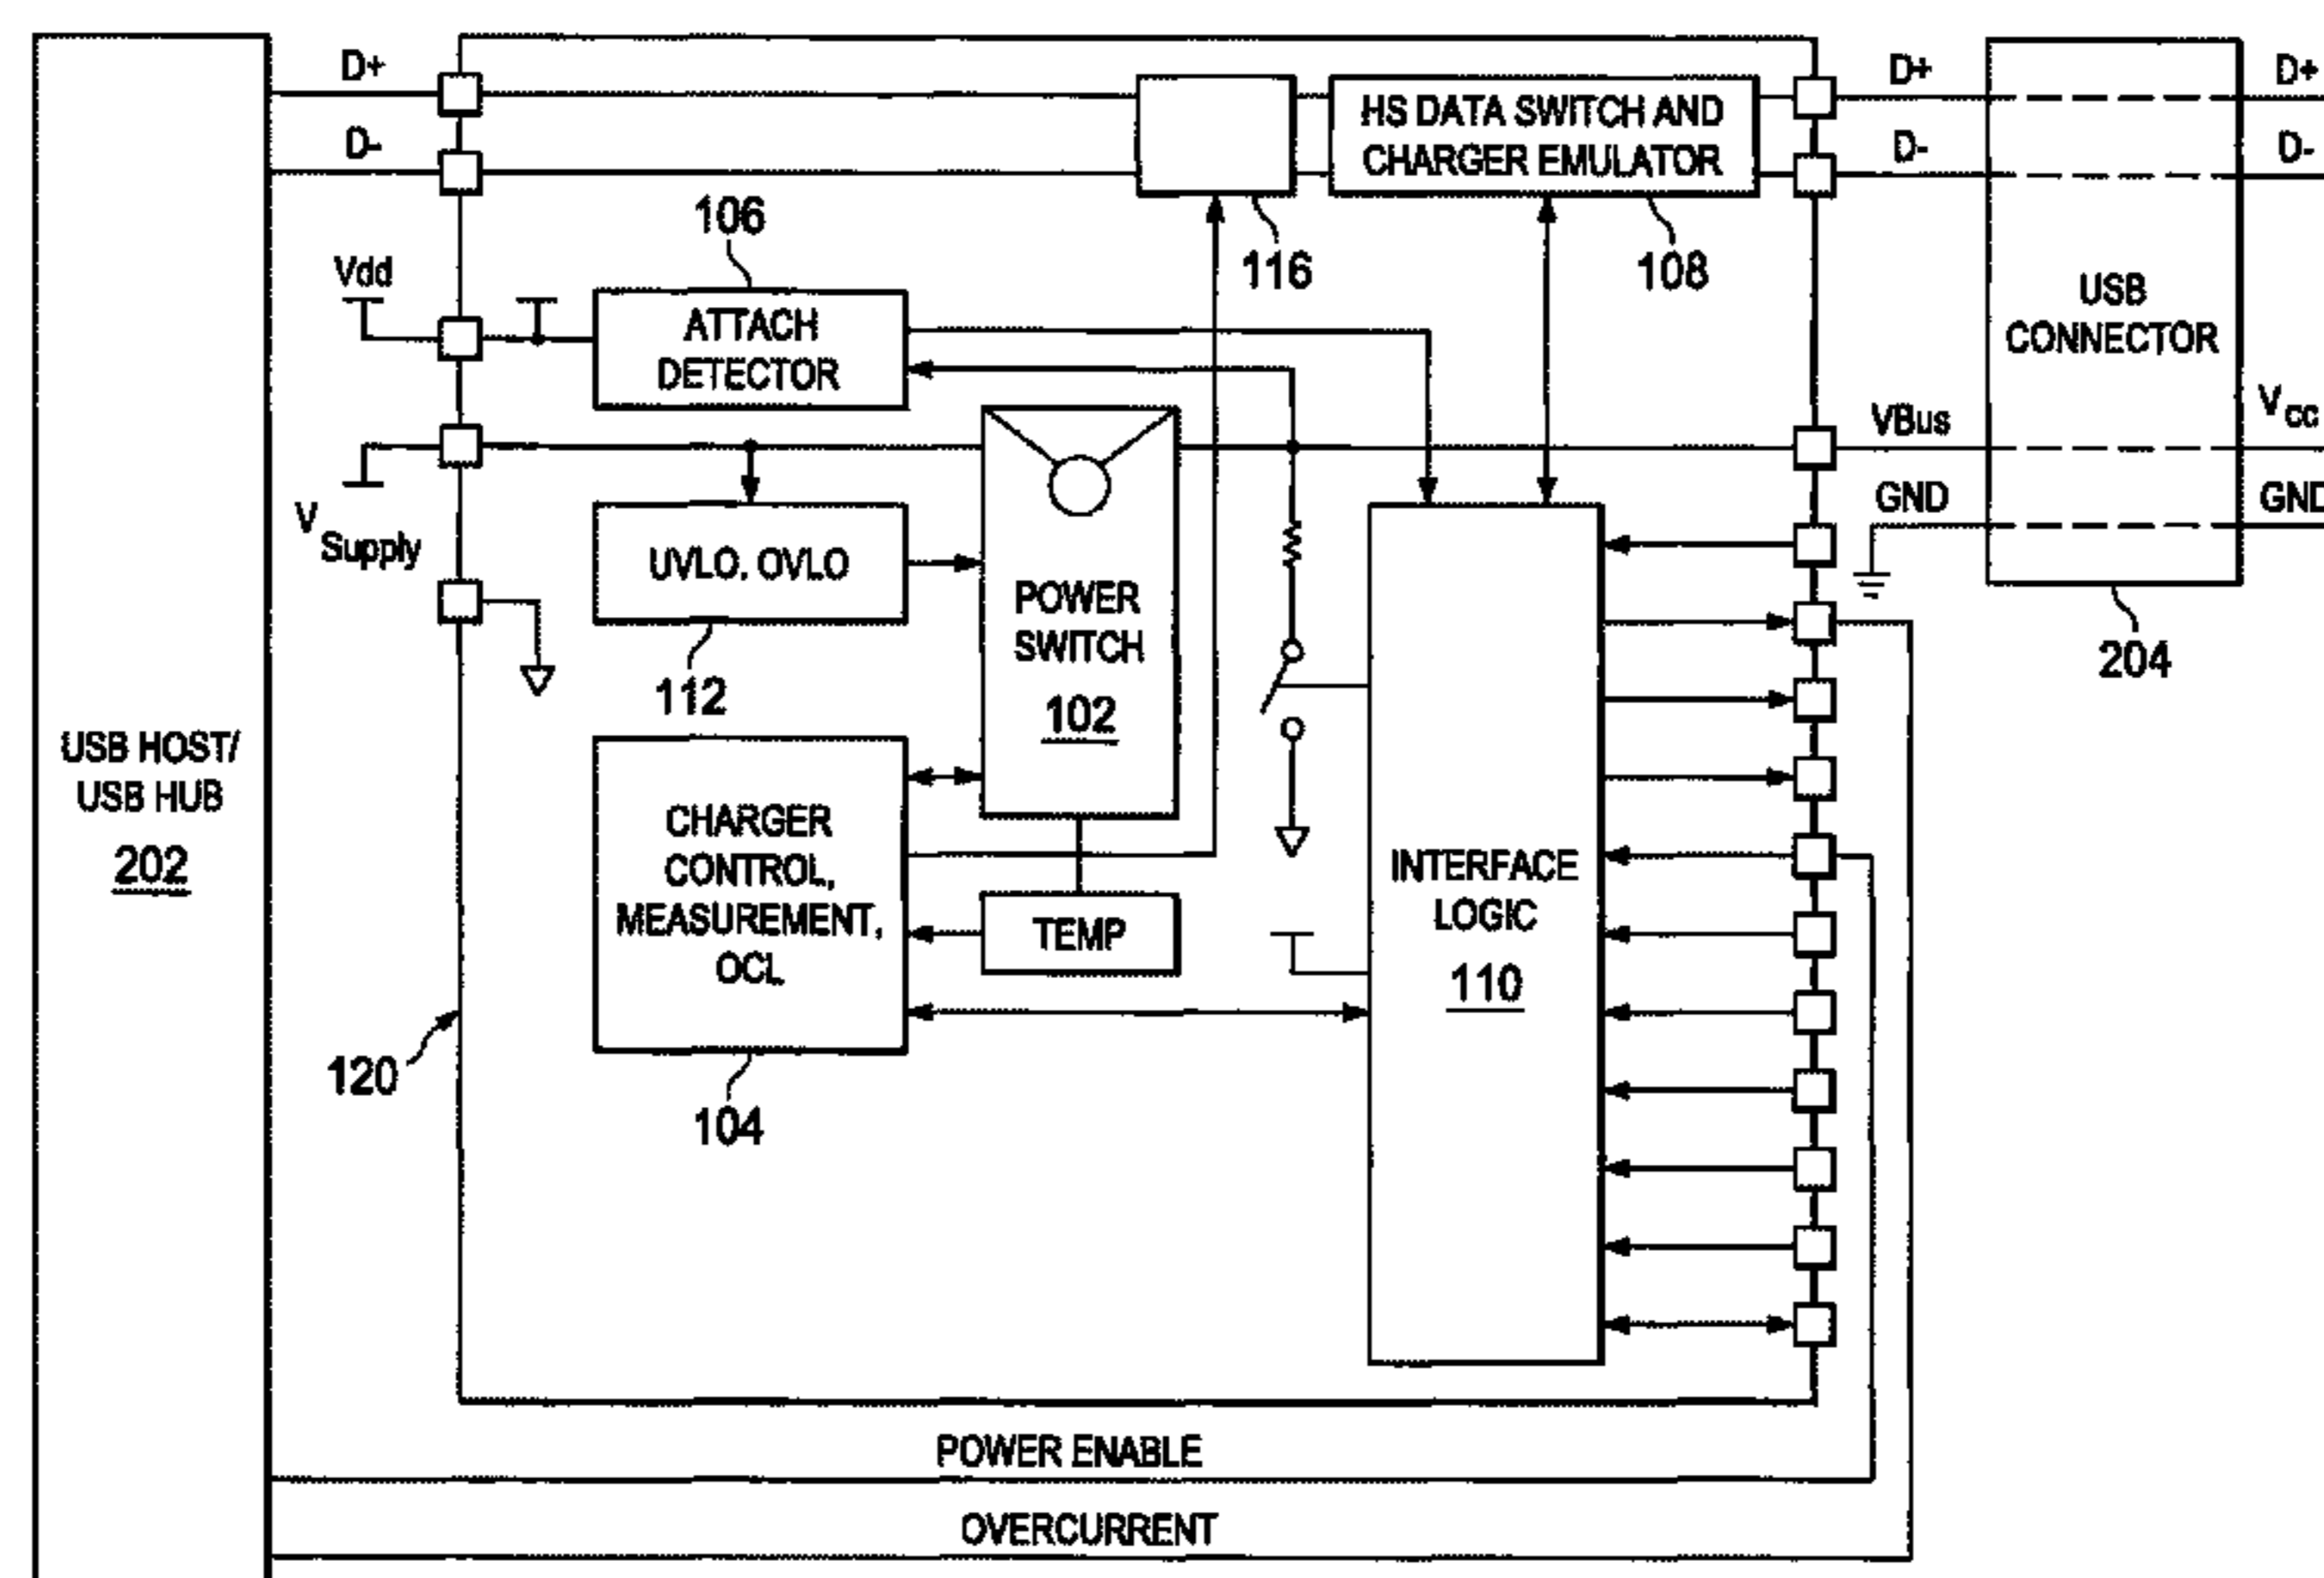 D+
D-
HS DATA SWITCH AND
CHARGER EMULATOR
D+
D-
D+
D-
106
116
108
Vdd
ATTACH
DETECTOR
USB
CONNECTOR
VBus
Vcc
GND
GND
V Supply
UVLO, OVLO
112
POWER
SWITCH
102
204
USB HOST/
USB HUB
202
CHARGER
CONTROL,
MEASUREMENT,
OCL
TEMP
INTERFACE
LOGIC
110
120
104
POWER ENABLE
OVERCURRENT